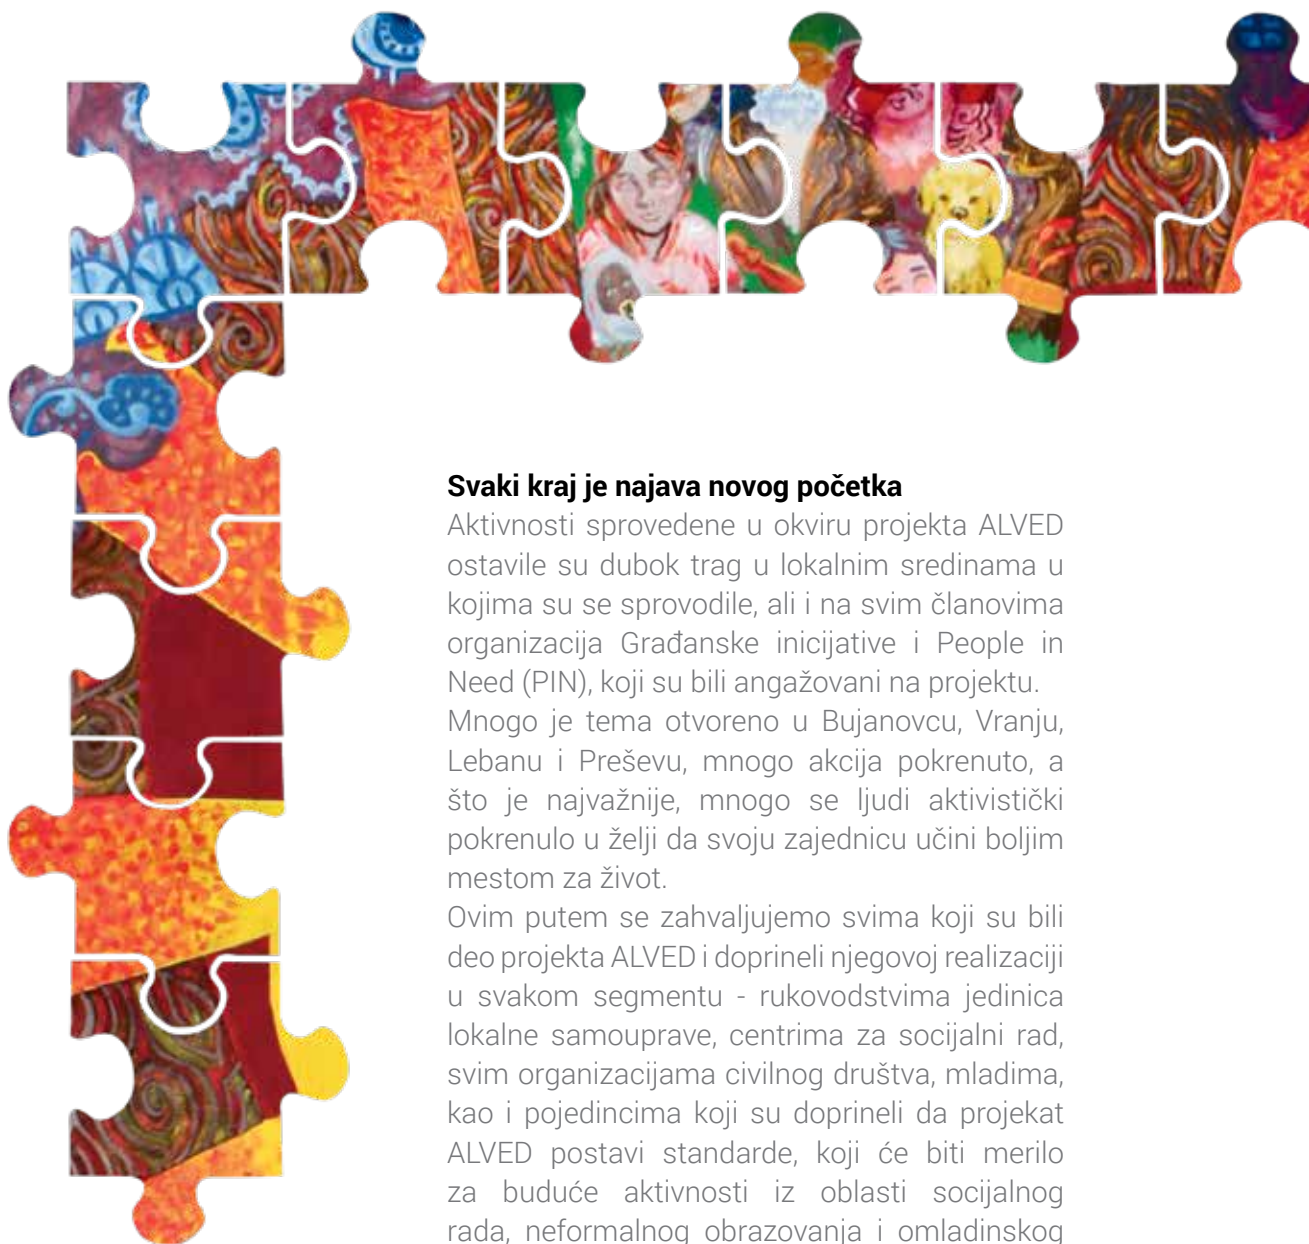 Svaki kraj je najava novog početka
Aktivnosti sprovedene u okviru projekta ALVED
ostavile su dubok trag u lokalnim sredinama u
kojima su se sprovodile, ali i na svim članovima
organizacija Građanske inicijative i People in
Need (PIN), koji su bili angažovani na projektu.
Mnogo je tema otvoreno u Bujanovcu, Vranju,
Lebanu i Preševu, mnogo akcija pokrenuto, a
što je najvažnije, mnogo se ljudi aktivistički
pokrenulo u želji da svoju zajednicu učini boljim
mestom za život.
Ovim putem se zahvaljujemo svima koji su bili
deo projekta ALVED i doprineli njegovoj realizaciji
u svakom segmentu - rukovodstvima jedinica
lokalne samouprave, centrima za socijalni rad,
svim organizacijama civilnog društva, mladima,
kao i pojedincima koji su doprineli da projekat
ALVED postavi standarde, koji će biti merilo
za buduće aktivnosti iz oblasti socijalnog
rada, neformalnog obrazovanja i omladinskog